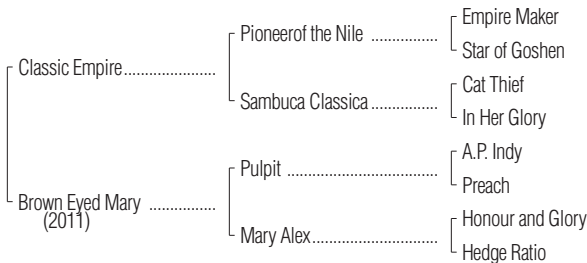 Empire Maker
Pioneerof the Nile ................
Star of Goshen
Classic Empire......................
Cat Thief
Sambuca Classica................
In Her Glory
A.P. Indy
Pulpit ....................................
Preach
Brown Eyed Mary ................
(2011)
Honour and Glory
Mary Alex..............................
Hedge Ratio